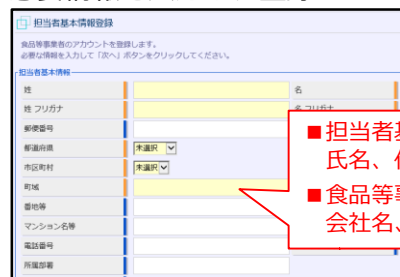 担当者基本情報登録
食品等事業者のアカウントを登録します。
必要な情報を入力して「次へ」ボタンをクリックしてください。
担当者基本情報
姓
名
姓 フリガナ
名 フリガナ
郵便番号
都道府県
未選択
市区町村
未選択
町域
番地等
マンション名等
電話番号
所属部署
■担当者基
氏名、
■食品等事
会社名、